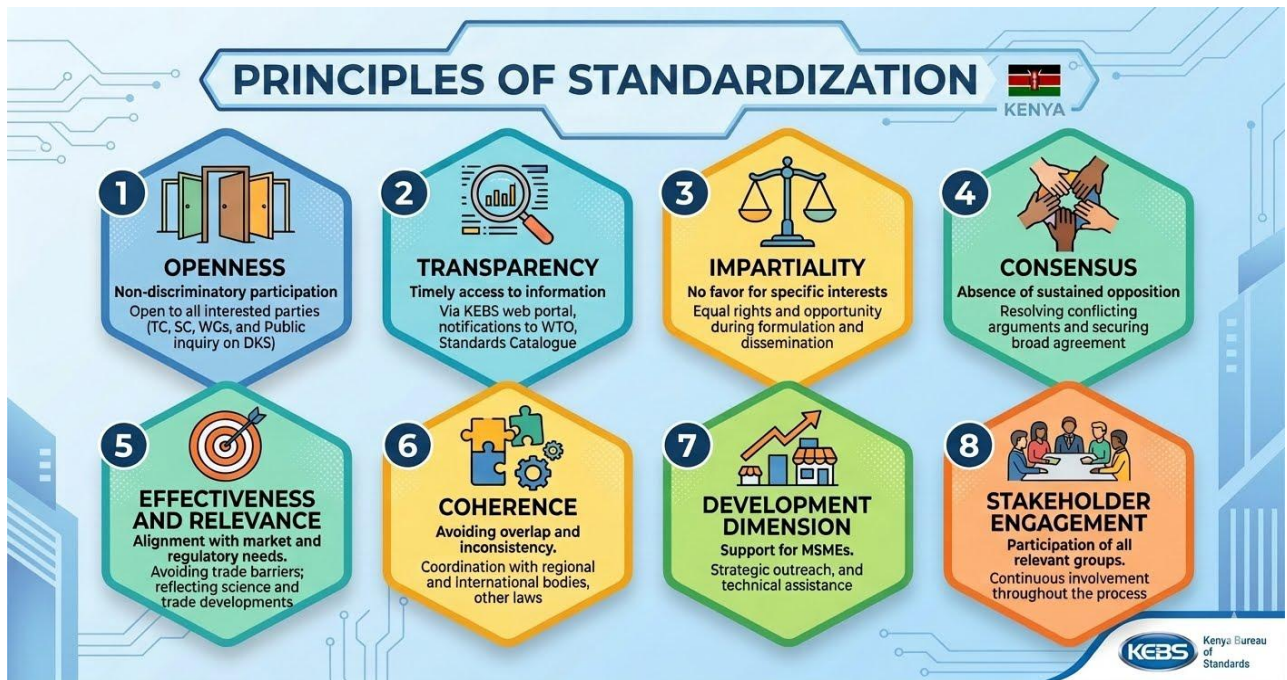 PRINCIPLES OF STANDARDIZATION
KENYA
1
OPENNESS
Non-discriminatory participation
Open to all interested parties
(TC, SC, WGs, and Public
inquiry on DKS)
2
TRANSPARENCY
Timely access to information
Via KEBS web portal,
notifications to WTO,
Standards Catalogue
3
IMPARTIALITY
No favor for specific interests
Equal rights and opportunity
during formulation and
dissemination
4
CONSENSUS
Absence of sustained opposition
Resolving conflicting
arguments and securing
broad agreement
5
EFFECTIVENESS
AND RELEVANCE
Alignment with market and
regulatory needs.
Avoiding trade barriers;
reflecting science and
trade developments
6
COHERENCE
Avoiding overlap and
inconsistency.
Coordination with regional
and international bodies,
other laws
7
DEVELOPMENT
DIMENSION
Support for MSMEs.
Strategic outreach, and
technical assistance
8
STAKEHOLDER
ENGAGEMENT
Participation of all
relevant groups.
Continuous involvement
throughout the process
KEBS
Kenya Bureau
of
Standards